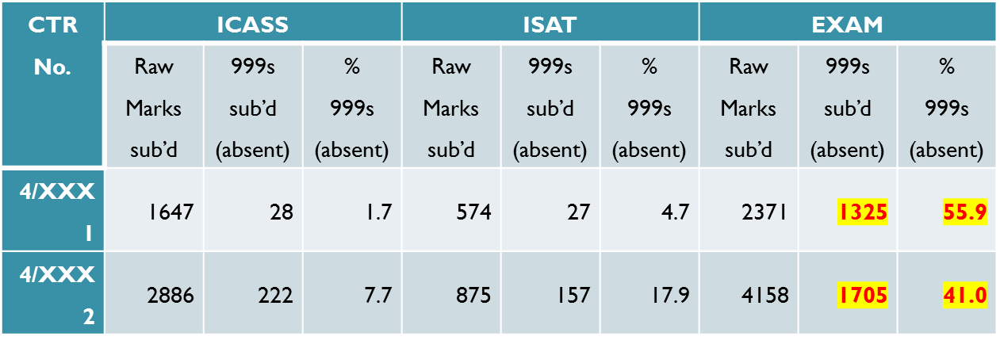 CTR No. ICASS ISAT EXAM
Raw Marks sub’d 999s sub’d (absent) % 999s (absent) Raw Marks sub’d 999s sub’d (absent) % 999s (absent) Raw Marks sub’d 999s sub’d (absent) % 999s (absent)
4/XXX 1 1647 28 1.7 574 27 4.7 2371 1325 55.9
4/XXX 2 2886 222 7.7 875 157 17.9 4158 1705 41.0